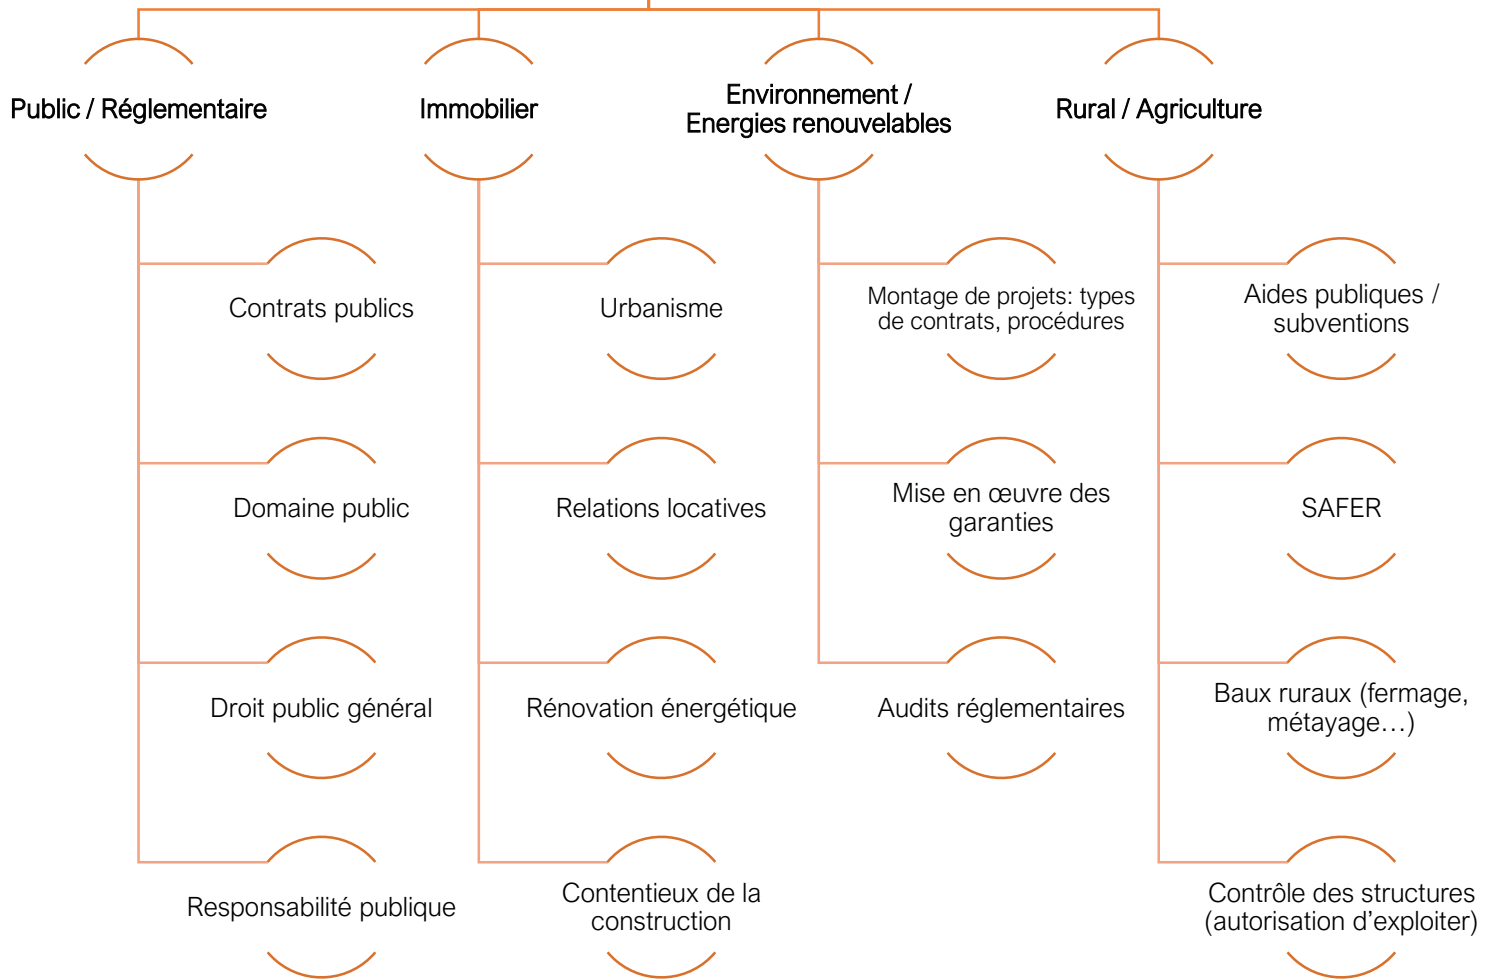 Public / Réglementaire
Immobilier
Environnement /
Energies renouvelables
Rural / Agriculture
Contrats publics
Urbanisme
Montage de projets: types
de contrats, procédures
Aides publiques /
subventions
Domaine public
Relations locatives
Mise en œuvre des
garanties
SAFER
Droit public général
Rénovation énergétique
Audits réglementaires
Baux ruraux (fermage,
métayage…)
Responsabilité publique
Contentieux de la
construction
Contrôle des structures
(autorisation d’exploiter)